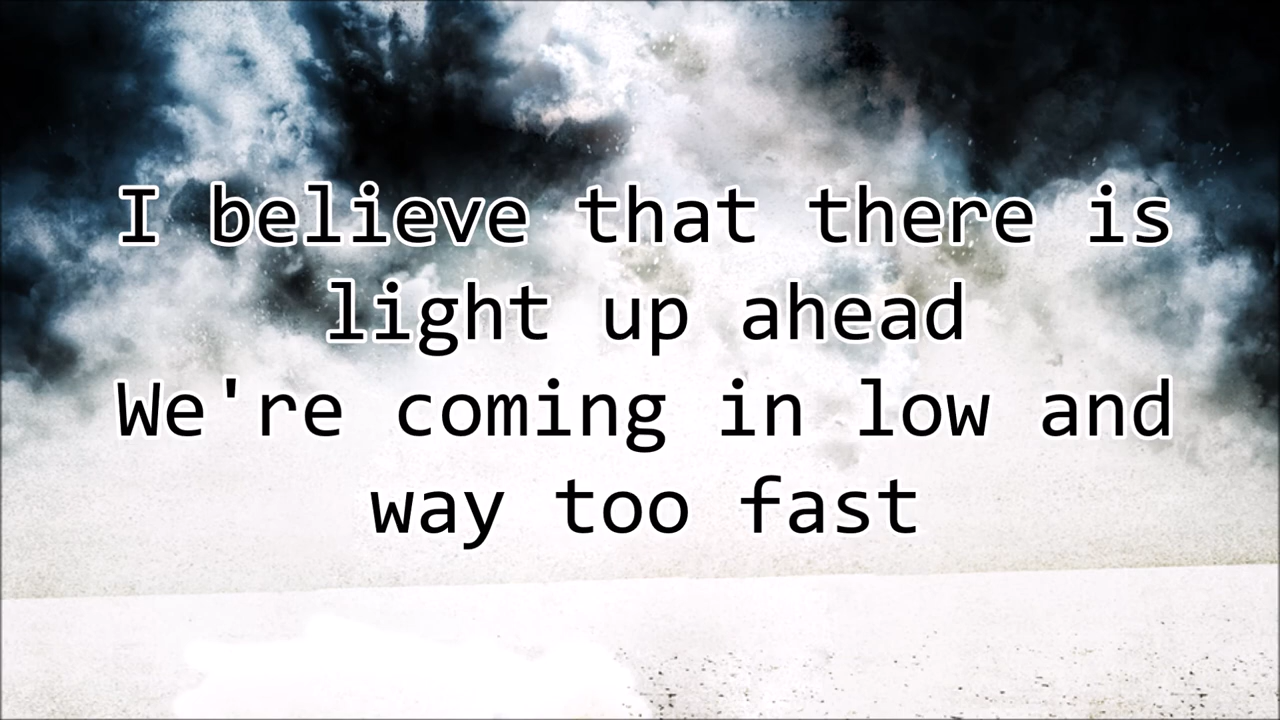 I believe that there is
light up ahead
We're coming in low and
way too fast